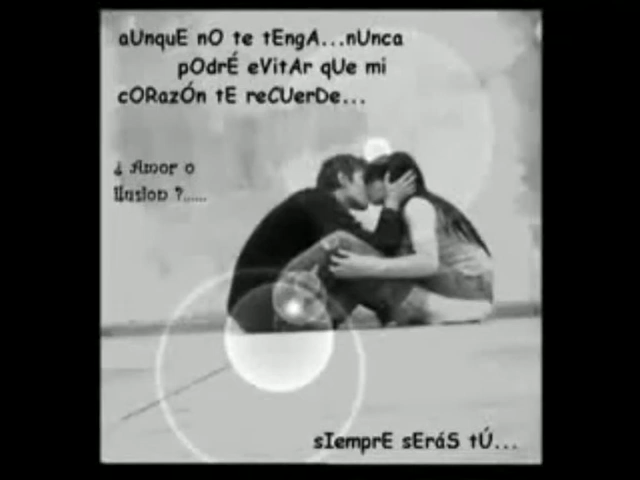 aUnquE nO te tEngA...nUnca
pOdrÉ eVitAr qUe mi
cORazÓn tE reCUerDe...
¿ Amor o
Ilusion ?.....
sIemprE sEráS tÚ...